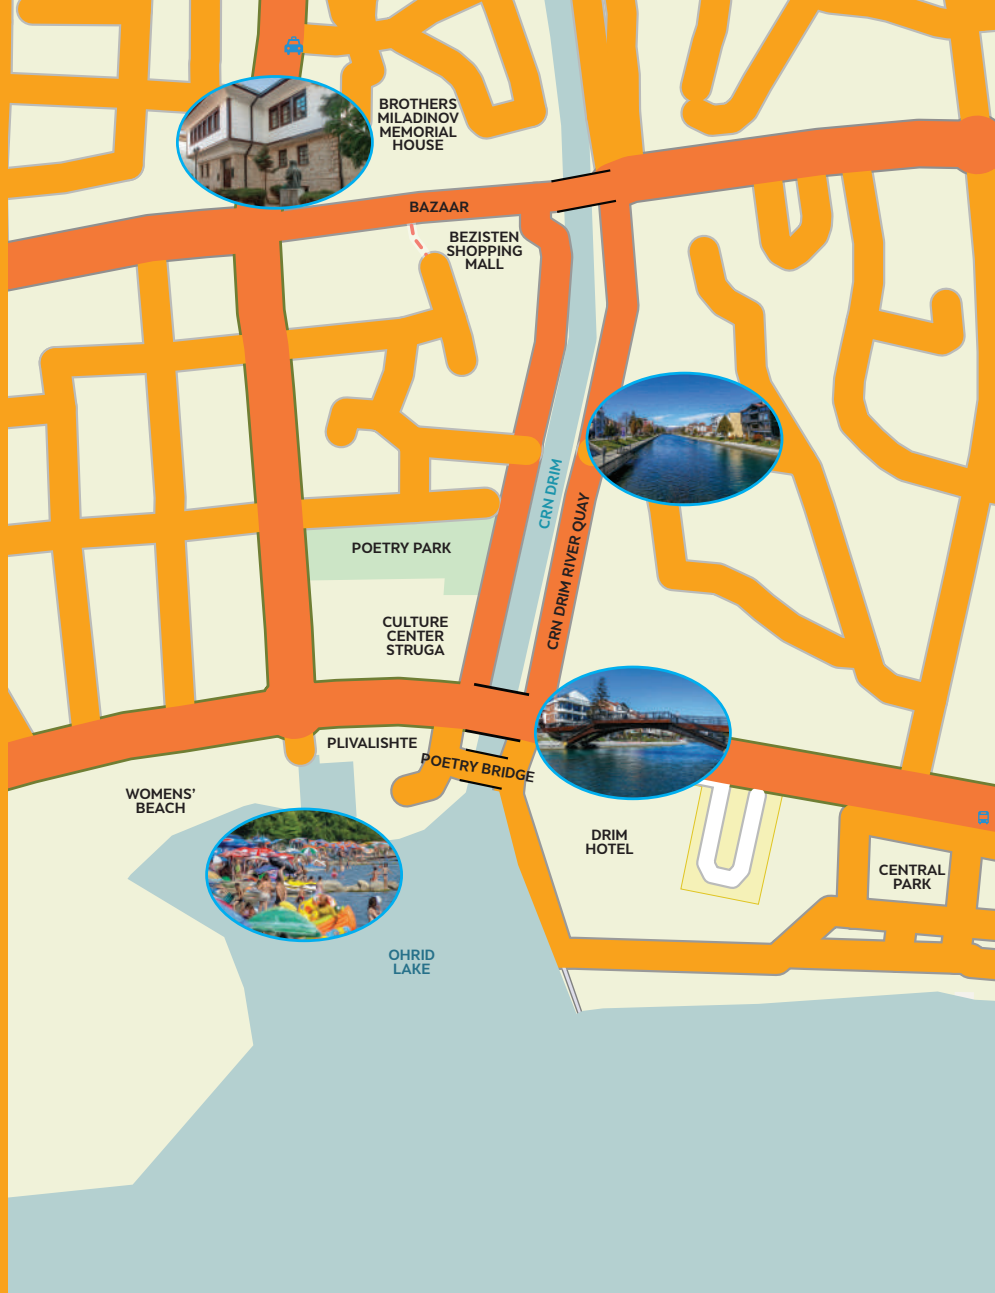 BROTHERS
MILADINOV
MEMORIAL
HOUSE
BAZAAR
BEZISTEN
SHOPPING
MALL
CRN DRIM
CRN DRIM RIVER QUAY
POETRY PARK
CULTURE
CENTER
STRUGA
PLIVALISHTE
POETRY BRIDGE
WOMENS'
BEACH
DRIM
HOTEL
CENTRAL
PARK
OHRID
LAKE